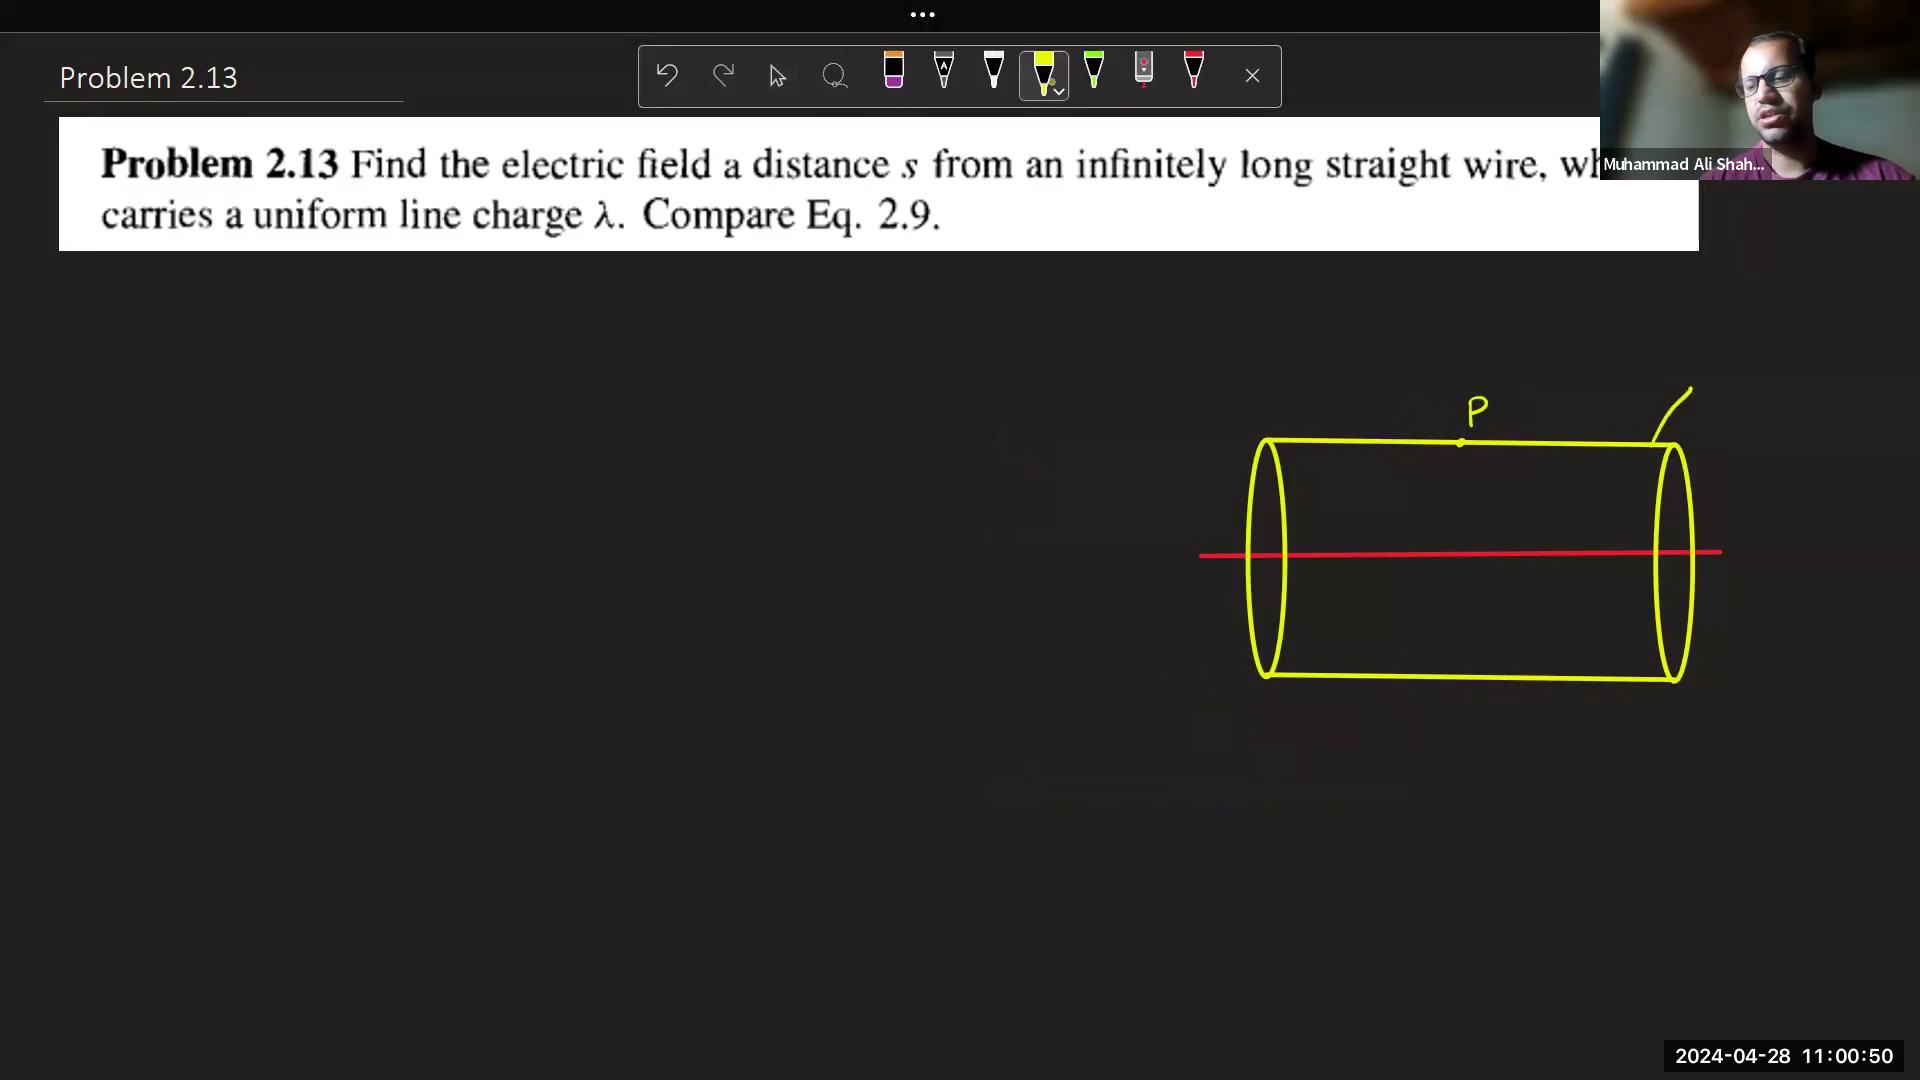 Problem 2.13
Muhammad Ali Shah...
Problem 2.13 Find the electric field a distance s from an infinitely long straight wire,
carries a uniform line charge λ. Compare Eq. 2.9.
P
2024-04-28 11:00:50